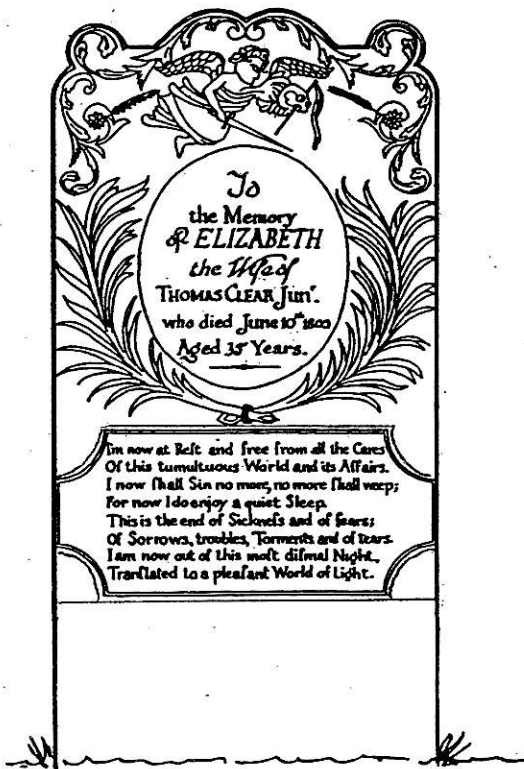 To
the Memory
of ELIZABETH
the Wife of
THOMAS CLEAR Junr.
who died June 10th 1802
Aged 35 Years.
I'm now at Reſt and free from all the Cares
Of this tumultuous World and its Affairs.
I now ſhall Sin no more, no more ſhall weep;
For now I do enjoy a quiet Sleep.
This is the end of Sickneſs and of fears;
Of Sorrows, troubles, Torments and of tears.
I am now out of this moſt diſmal Night,
Tranſlated to a pleaſant World of Light.